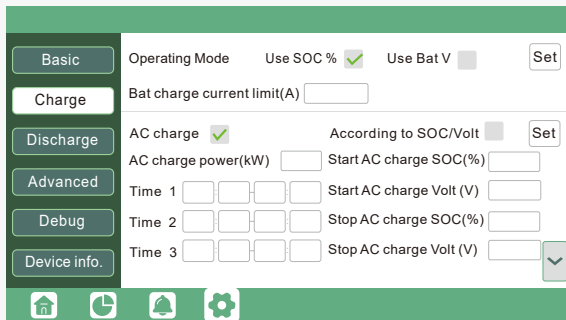 Basic
Charge
Discharge
Advanced
Debug
Device info.
Operating Mode Use SOC % Use Bat V Set
Bat charge current limit(A)
AC charge According to SOC/Volt Set
AC charge power(kW) Start AC charge SOC(%)
Time 1 Start AC charge Volt (V)
Time 2 Stop AC charge SOC(%)
Time 3 Stop AC charge Volt (V)